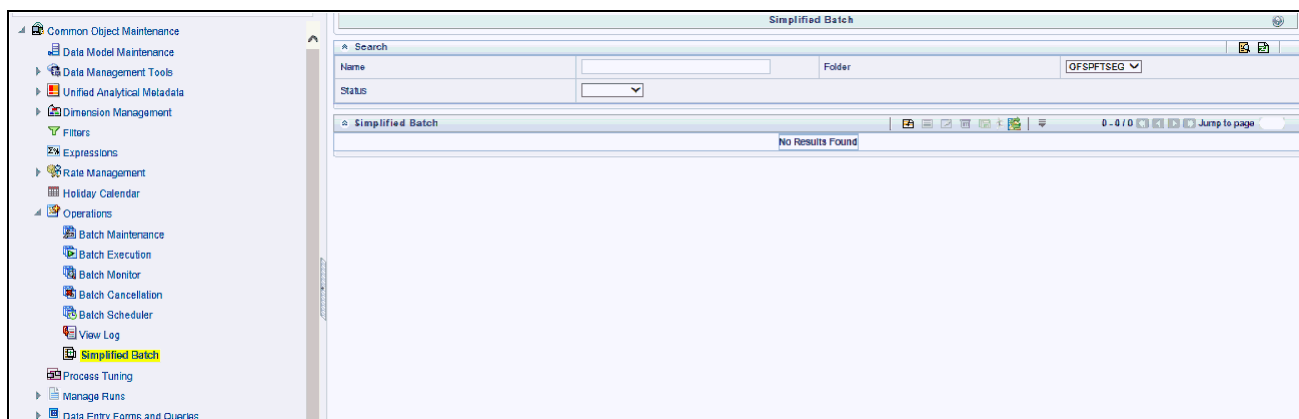 Common Object Maintenance
Data Model Maintenance
Data Management Tools
Unified Analytical Metadata
Dimension Management
Filters
Expressions
Rate Management
Holiday Calendar
Operations
Batch Maintenance
Batch Execution
Batch Monitor
Batch Cancellation
Batch Scheduler
View Log
Simplified Batch
Process Tuning
Manage Runs
Data Entry Forms and Queries
Simplified Batch
Search
Name Folder OFSPFTSEG
Status
Simplified Batch 0 - 0 / 0 Jump to page
No Results Found